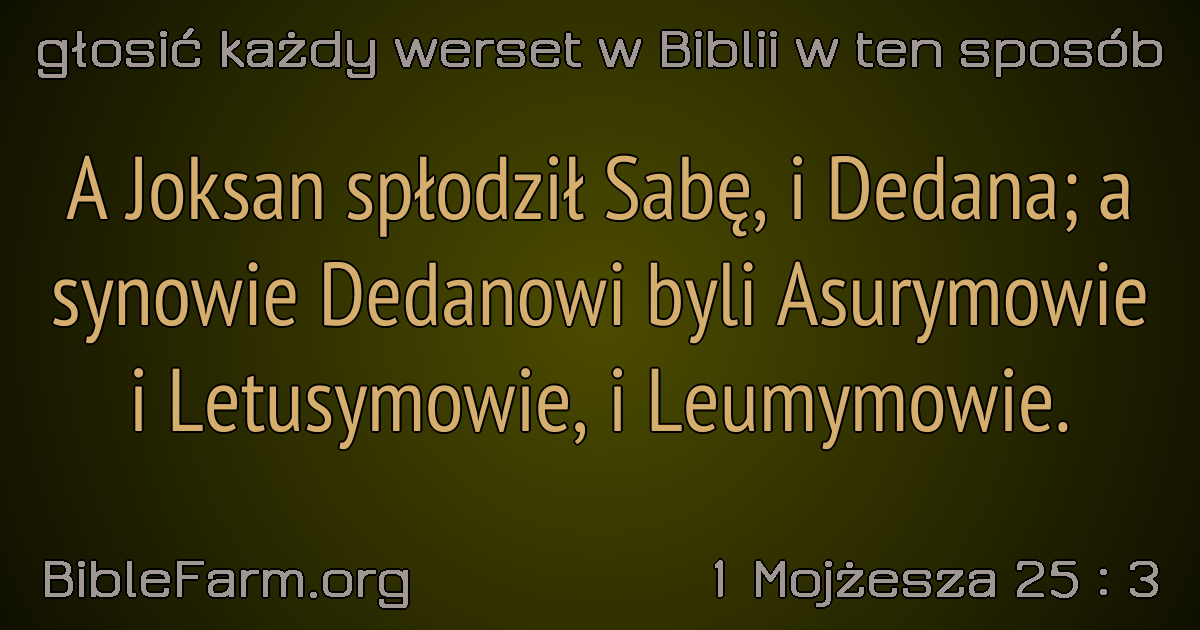 głosić każdy werset w Biblii w ten sposób
A Joksan spłodził Sabę, i Dedana; a
synowie Dedanowi byli Asurymowie
i Letusymowie, i Leumymowie.
BibleFarm.org
1 Mojżesza 25 : 3